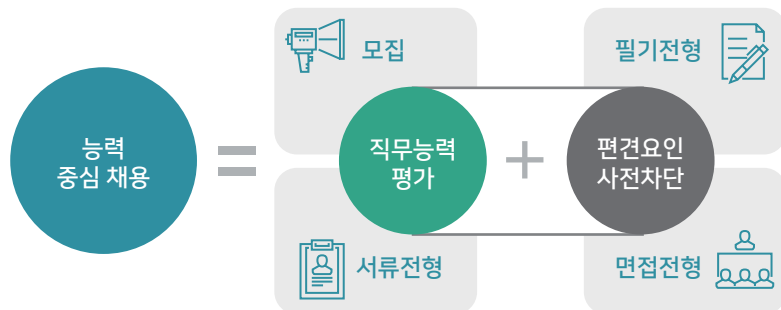 모집
필기전형
능력
중심 채용
=
직무능력
평가
+
편견요인
사전차단
서류전형
면접전형